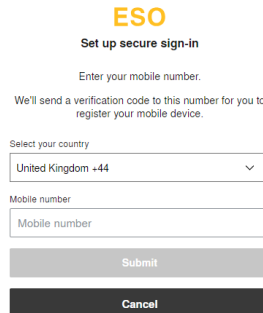 ESO
Set up secure sign-in
Enter your mobile number.
We'll send a verification code to this number for you to
register your mobile device.
Select your country
United Kingdom +44
Mobile number
Mobile number
Submit
Cancel